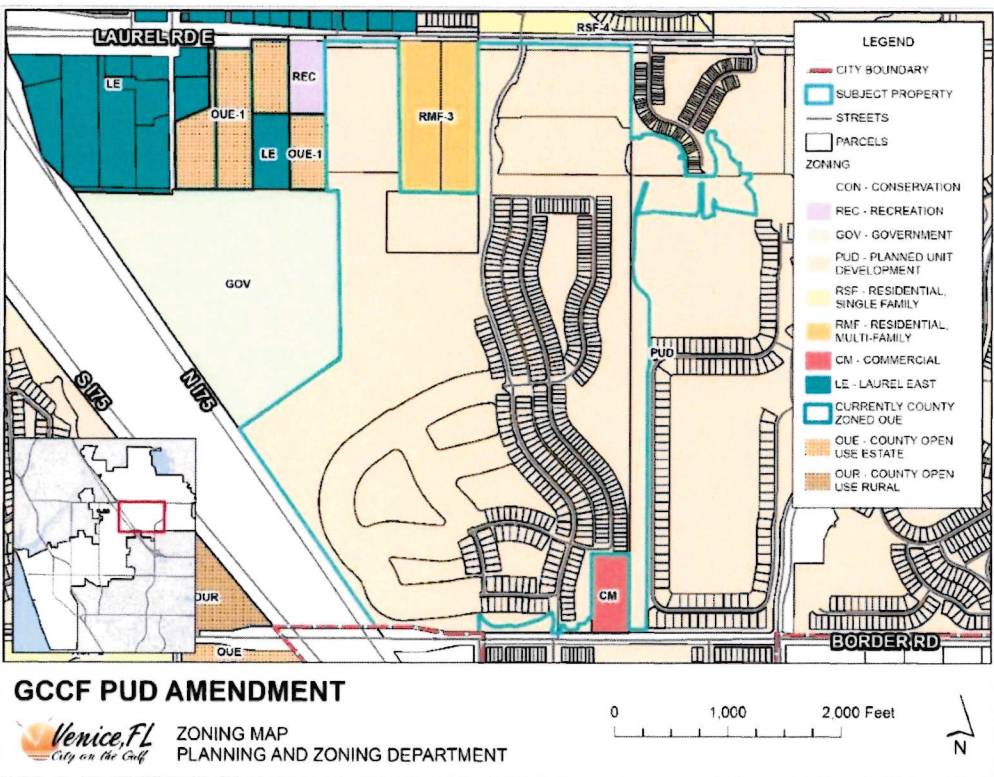 LAUREL RD E
RSF-4
LE
REC
OUE-1
RMF-3
LE
OUE-1
GOV
PUD
S I75
N I75
CM
OUR
OUE
BORDER RD
LEGEND
CITY BOUNDARY
SUBJECT PROPERTY
STREETS
PARCELS
ZONING
CON - CONSERVATION
REC - RECREATION
GOV - GOVERNMENT
PUD - PLANNED UNIT
DEVELOPMENT
RSF - RESIDENTIAL,
SINGLE FAMILY
RMF - RESIDENTIAL,
MULTI-FAMILY
CM - COMMERCIAL
LE - LAUREL EAST
CURRENTLY COUNTY
ZONED OUE
OUE - COUNTY OPEN
USE ESTATE
OUR - COUNTY OPEN
USE RURAL
GCCF PUD AMENDMENT
Venice, FL
City on the Gulf
ZONING MAP
PLANNING AND ZONING DEPARTMENT
0 1,000 2,000 Feet
N